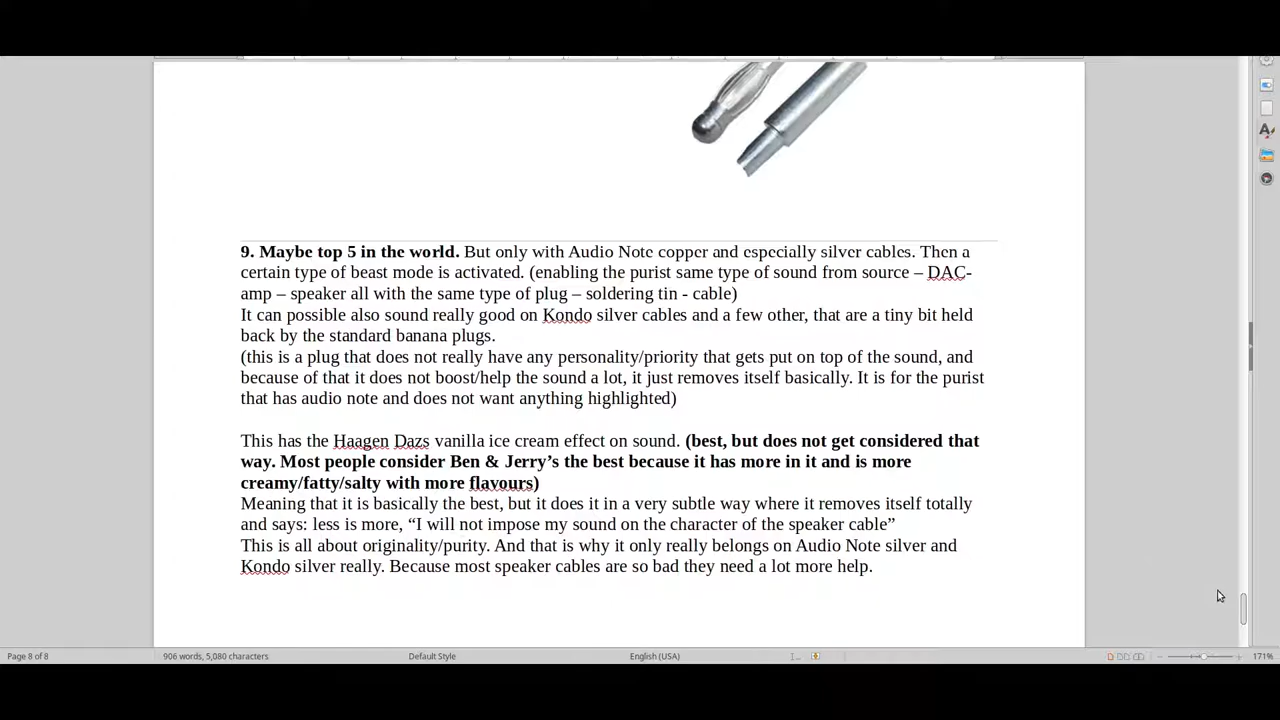 9. Maybe top 5 in the world. But only with Audio Note copper and especially silver cables. Then a
certain type of beast mode is activated. (enabling the purist same type of sound from source – DAC-
amp – speaker all with the same type of plug – soldering tin - cable)
It can possible also sound really good on Kondo silver cables and a few other, that are a tiny bit held
back by the standard banana plugs.
(this is a plug that does not really have any personality/priority that gets put on top of the sound, and
because of that it does not boost/help the sound a lot, it just removes itself basically. It is for the purist
that has audio note and does not want anything highlighted)
This has the Haagen Dazs vanilla ice cream effect on sound. (best, but does not get considered that
way. Most people consider Ben & Jerry’s the best because it has more in it and is more
creamy/fatty/salty with more flavours)
Meaning that it is basically the best, but it does it in a very subtle way where it removes itself totally
and says: less is more, “I will not impose my sound on the character of the speaker cable”
This is all about originality/purity. And that is why it only really belongs on Audio Note silver and
Kondo silver really. Because most speaker cables are so bad they need a lot more help.
Page 8 of 8 906 words, 5,080 characters Default Style English (USA) 171%